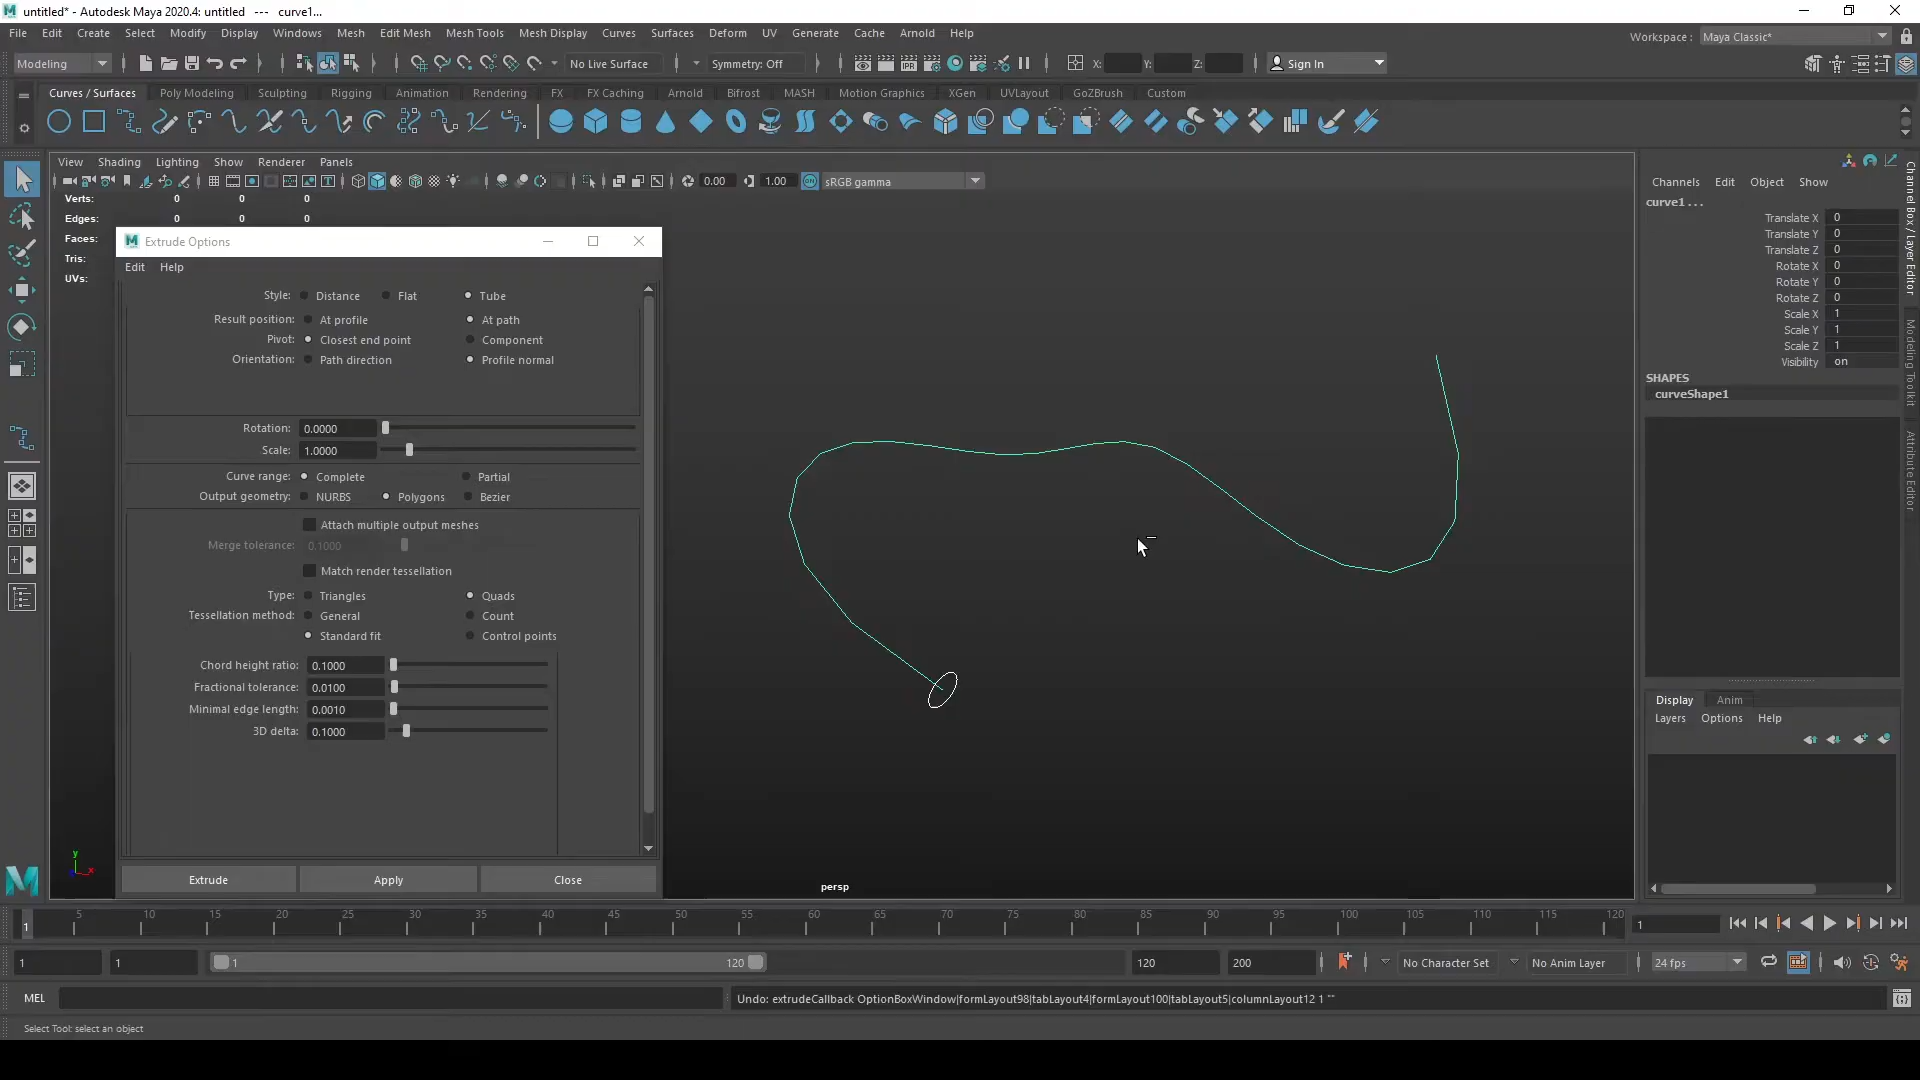 untitled* - Autodesk Maya 2020.4: untitled   ---   curve1...
File Edit Create Select Modify Display Windows Mesh Edit Mesh Mesh Tools Mesh Display Curves Surfaces Deform UV Generate Cache Arnold Help
Workspace : Maya Classic*
Modeling No Live Surface Symmetry: Off X: Y: Z: Sign In
Curves / Surfaces Poly Modeling Sculpting Rigging Animation Rendering FX FX Caching Arnold Bifrost MASH Motion Graphics XGen UVLayout GoZBrush Custom
View Shading Lighting Show Renderer Panels
0.00 1.00 sRGB gamma
Verts: 0 0 0
Edges: 0 0 0
Faces:
Tris:
UVs:
Extrude Options
Edit Help
Style: Distance Flat Tube
Result position: At profile At path
Pivot: Closest end point Component
Orientation: Path direction Profile normal
Rotation: 0.0000
Scale: 1.0000
Curve range: Complete Partial
Output geometry: NURBS Polygons Bezier
Attach multiple output meshes
Merge tolerance: 0.1000
Match render tessellation
Type: Triangles Quads
Tessellation method: General Count
Standard fit Control points
Chord height ratio: 0.1000
Fractional tolerance: 0.0100
Minimal edge length: 0.0010
3D delta: 0.1000
Extrude Apply Close
y
x
persp
Channels Edit Object Show
curve1 ...
Translate X 0
Translate Y 0
Translate Z 0
Rotate X 0
Rotate Y 0
Rotate Z 0
Scale X 1
Scale Y 1
Scale Z 1
Visibility on
SHAPES
curveShape1
Channel Box / Layer Editor
Modeling Toolkit
Attribute Editor
Display Anim
Layers Options Help
1 5 10 15 20 25 30 35 40 45 50 55 60 65 70 75 80 85 90 95 100 105 110 115 120 1
1 1 1 120 120 200 No Character Set No Anim Layer 24 fps
MEL Undo: extrudeCallback OptionBoxWindow|formLayout98|tabLayout4|formLayout100|tabLayout5|columnLayout12 1 ""
Select Tool: select an object